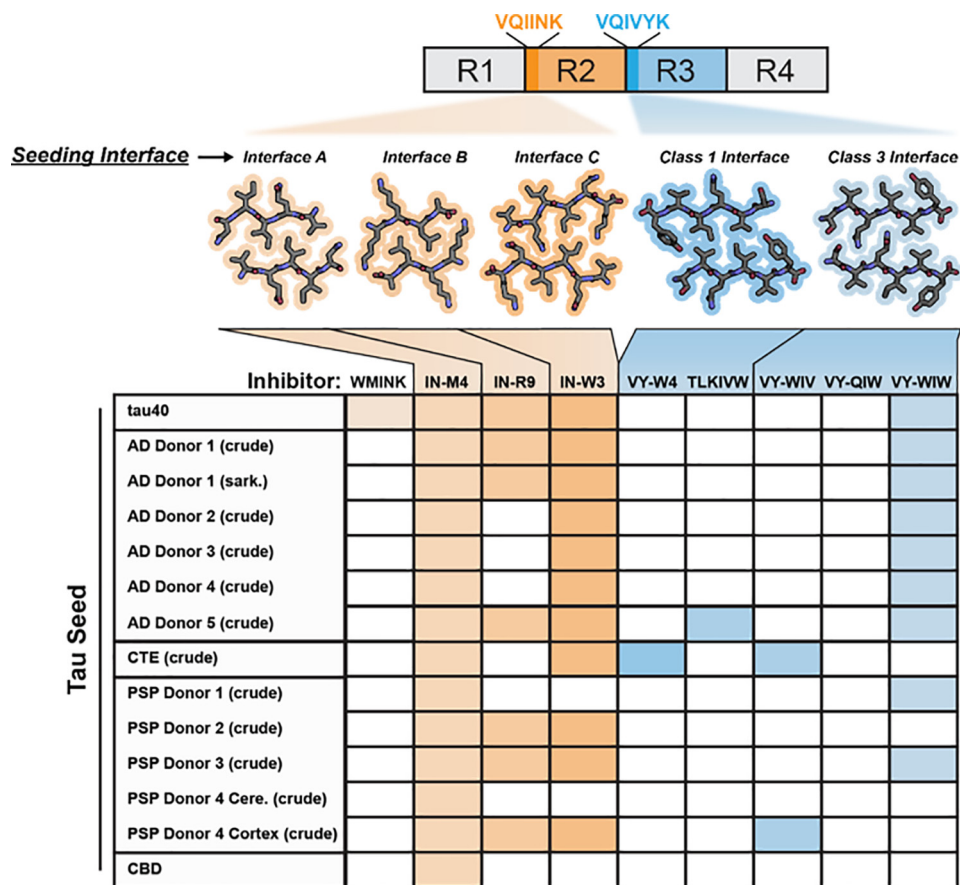 VQIINK VQIVYK
R1 R2 R3 R4
Seeding Interface
Interface A Interface B Interface C Class 1 Interface Class 3 Interface
Inhibitor: WMINK IN-M4 IN-R9 IN-W3 VY-W4 TLKIVW VY-WIV VY-QIW VY-WIW
Tau Seed
tau40
AD Donor 1 (crude)
AD Donor 1 (sark.)
AD Donor 2 (crude)
AD Donor 3 (crude)
AD Donor 4 (crude)
AD Donor 5 (crude)
CTE (crude)
PSP Donor 1 (crude)
PSP Donor 2 (crude)
PSP Donor 3 (crude)
PSP Donor 4 Cere. (crude)
PSP Donor 4 Cortex (crude)
CBD